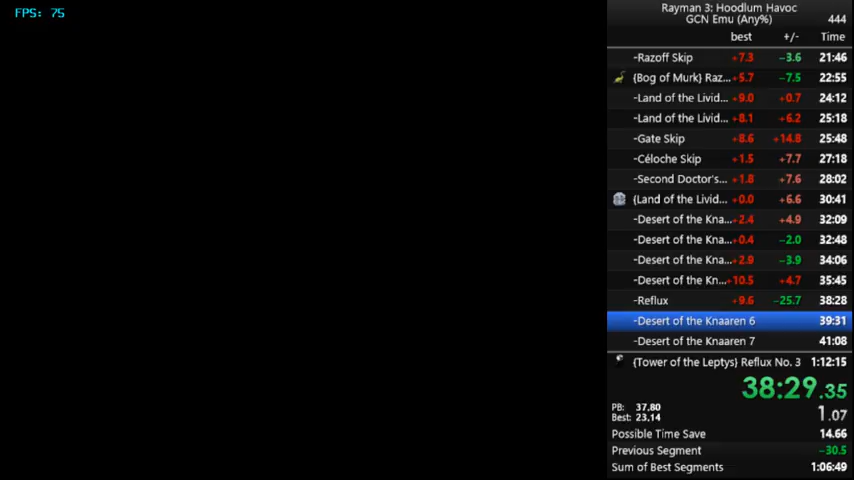 FPS: 75
Rayman 3: Hoodlum Havoc
GCN Emu (Any%) 444
best +/- Time
-Razoff Skip +7.3 −3.6 21:46
{Bog of Murk} Raz... +5.7 −7.5 22:55
-Land of the Livid... +9.0 +0.7 24:12
-Land of the Livid... +8.1 +6.2 25:18
-Gate Skip +8.6 +14.8 25:48
-Céloche Skip +1.5 +7.7 27:18
-Second Doctor's... +1.8 +7.6 28:02
{Land of the Livid... +0.0 +6.6 30:41
-Desert of the Kna... +2.4 +4.9 32:09
-Desert of the Kna... +0.4 −2.0 32:48
-Desert of the Kna... +2.9 −3.9 34:06
-Desert of the Kn... +10.5 +4.7 35:45
-Reflux +9.6 −25.7 38:28
-Desert of the Knaaren 6 39:31
-Desert of the Knaaren 7 41:08
{Tower of the Leptys} Reflux No. 3 1:12:15
38:29.35
PB: 37.80
Best: 23.14 1.07
Possible Time Save 14.66
Previous Segment −30.5
Sum of Best Segments 1:06:49